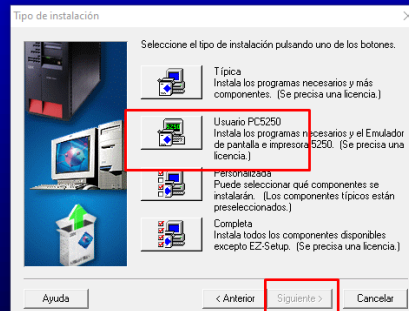 Tipo de instalación
Seleccione el tipo de instalación pulsando uno de los botones.
Típica
Instala los programas necesarios y más
componentes. (Se precisa una licencia.)
Usuario PC5250
Instala los programas necesarios y el Emulador
de pantalla e impresora 5250. (Se precisa una
licencia.)
Personalizada
Puede seleccionar qué componentes se
instalarán. (Los componentes típicos están
preseleccionados.)
Completa
Instala todos los componentes disponibles
excepto EZ-Setup. (Se precisa una licencia.)
Ayuda
< Anterior
Siguiente >
Cancelar